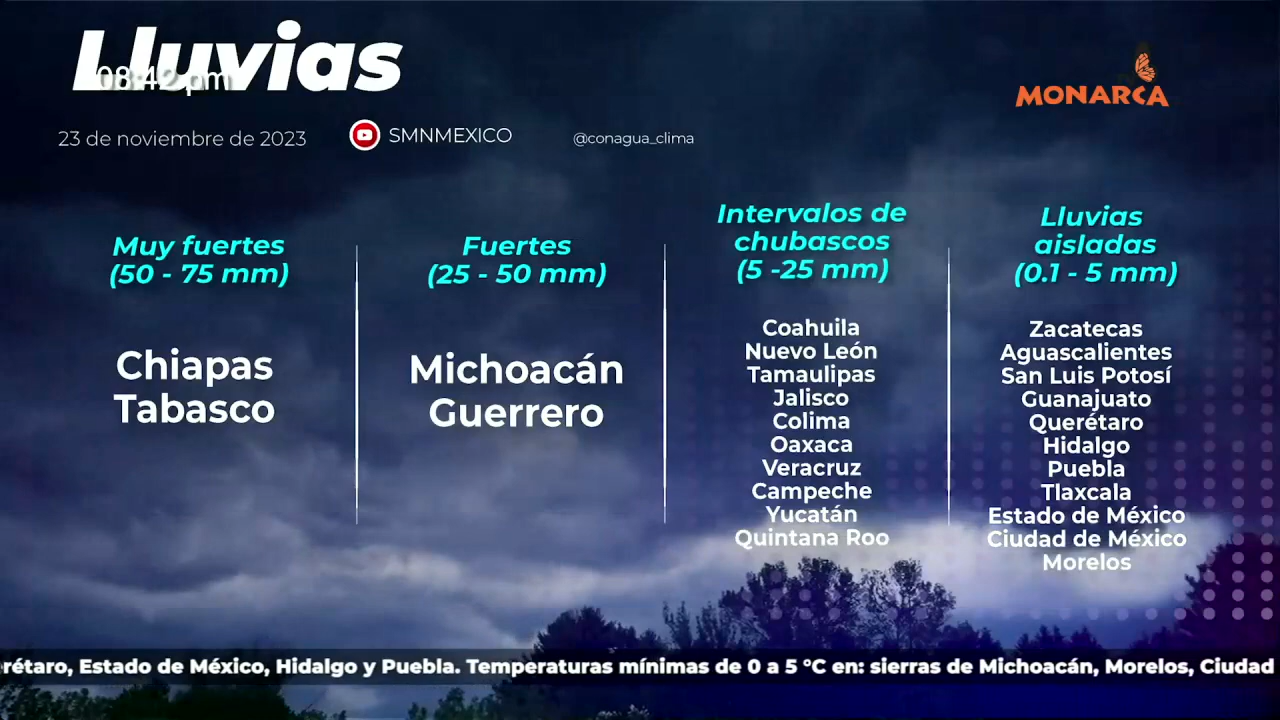 Lluvias
08:42 pm
MONARCA
23 de noviembre de 2023
SMNMEXICO
@conagua_clima
Muy fuertes
(50 - 75 mm)
Chiapas
Tabasco
Fuertes
(25 - 50 mm)
Michoacán
Guerrero
Intervalos de
chubascos
(5 -25 mm)
Coahuila
Nuevo León
Tamaulipas
Jalisco
Colima
Oaxaca
Veracruz
Campeche
Yucatán
Quintana Roo
Lluvias
aisladas
(0.1 - 5 mm)
Zacatecas
Aguascalientes
San Luis Potosí
Guanajuato
Querétaro
Hidalgo
Puebla
Tlaxcala
Estado de México
Ciudad de México
Morelos
rétaro, Estado de México, Hidalgo y Puebla. Temperaturas mínimas de 0 a 5 °C en: sierras de Michoacán, Morelos, Ciudad